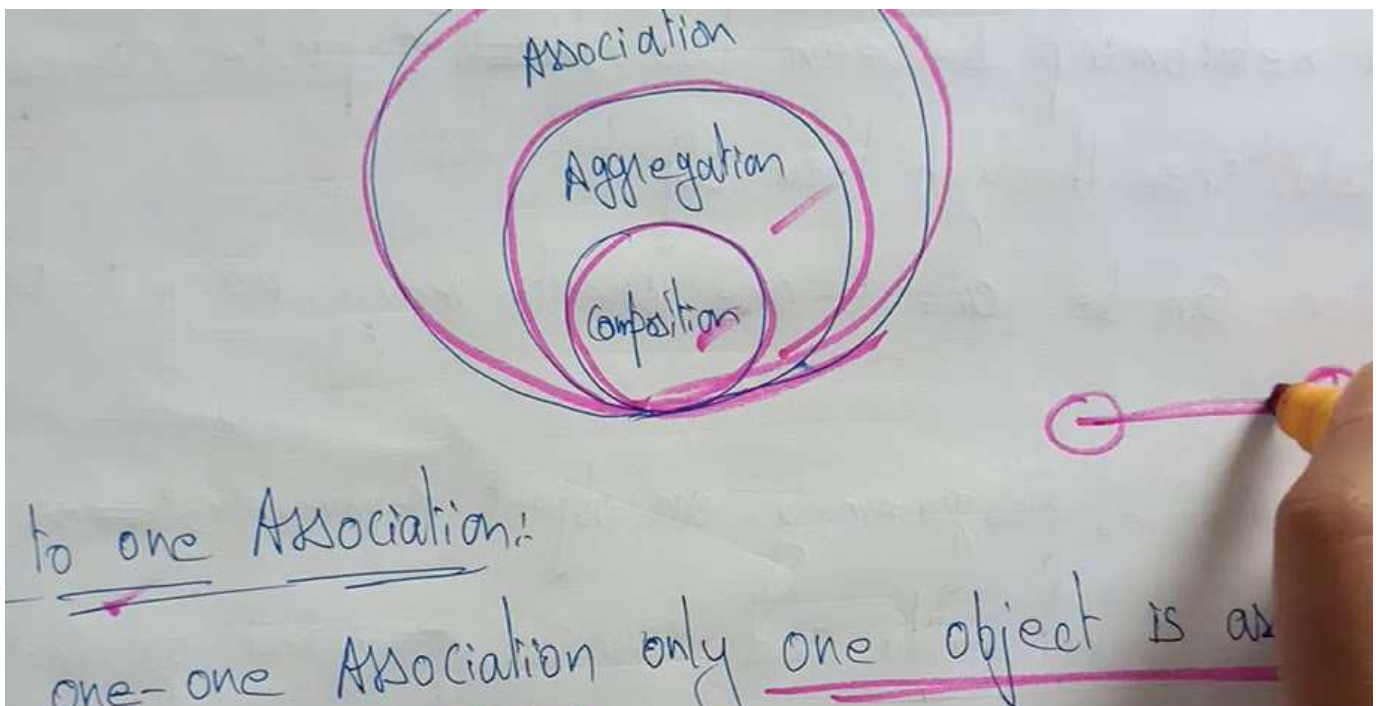 Association
Aggregation
Composition
to one Association:
one-one Association only one object is as